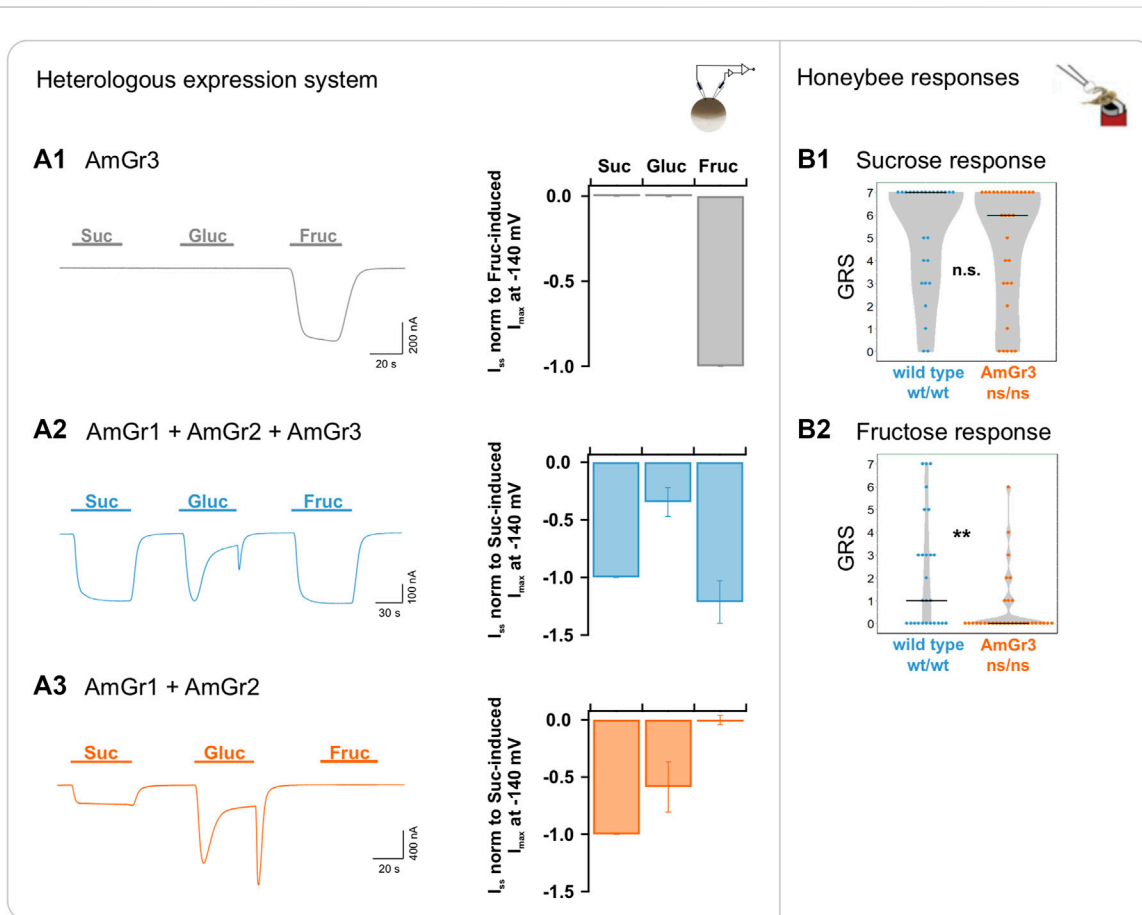 Heterologous expression system
Honeybee responses
A1 AmGr3
Suc Gluc Fruc
200 nA
20 s
Suc Gluc Fruc
I_ss norm to Fruc-induced
I_max at -140 mV
0.0
-0.5
-1.0
A2 AmGr1 + AmGr2 + AmGr3
Suc Gluc Fruc
100 nA
30 s
I_ss norm to Suc-induced
I_max at -140 mV
0.0
-0.5
-1.0
-1.5
A3 AmGr1 + AmGr2
Suc Gluc Fruc
400 nA
20 s
I_ss norm to Suc-induced
I_max at -140 mV
0.0
-0.5
-1.0
-1.5
B1 Sucrose response
GRS
7
6
5
4
3
2
1
0
n.s.
wild type AmGr3
wt/wt ns/ns
B2 Fructose response
GRS
7
6
5
4
3
2
1
0
**
wild type AmGr3
wt/wt ns/ns